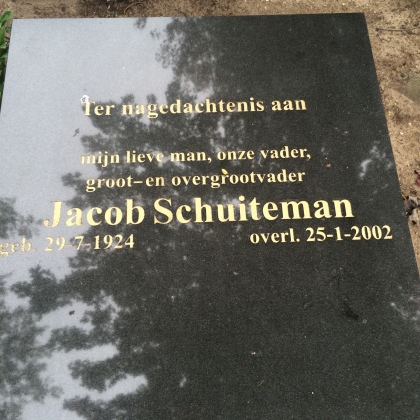 Ter nagedachtenis aan
mijn lieve man, onze vader,
groot-en overgrootvader
Jacob Schuiteman
geb. 29-7-1924 overl. 25-1-2002